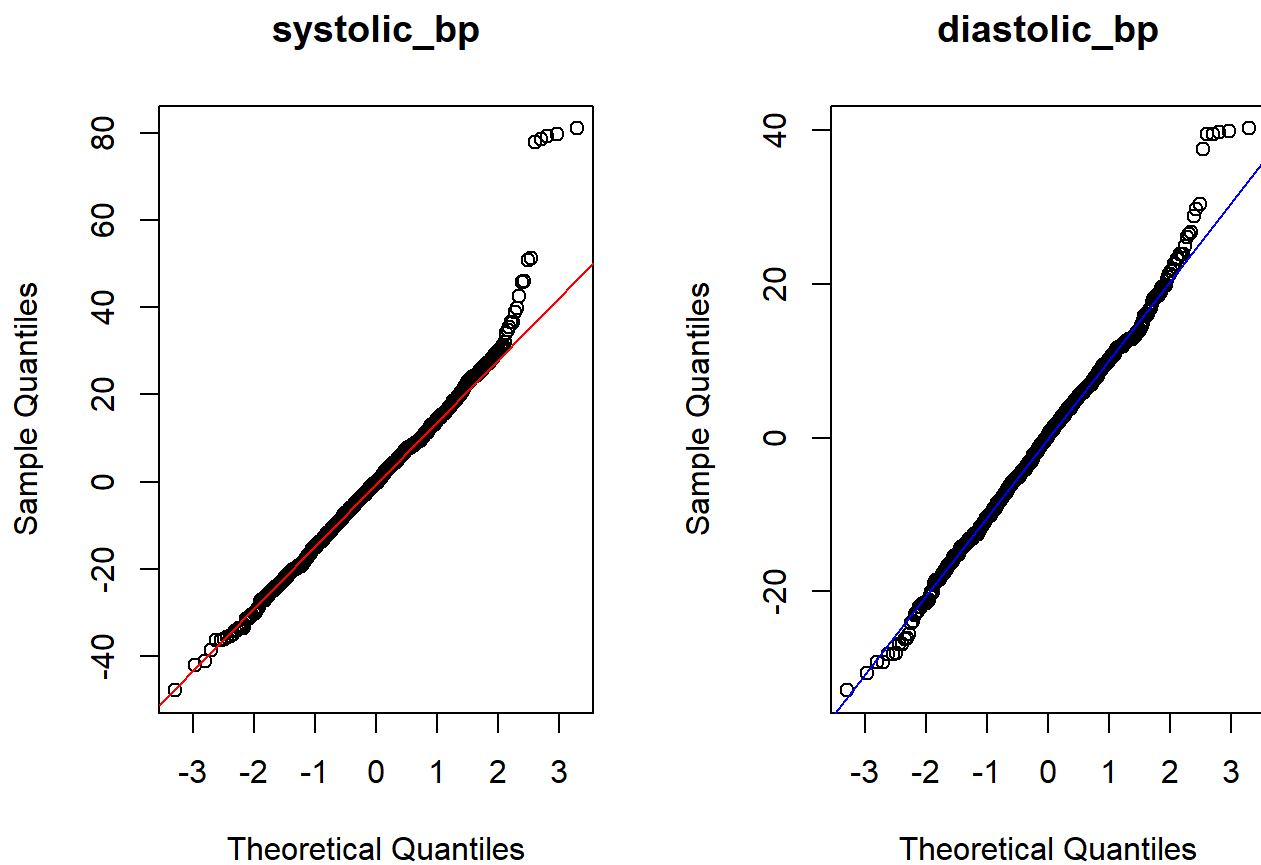 systolic_bp
80
60
40
20
0
-20
-40
Sample Quantiles
-3 -2 -1 0 1 2 3
Theoretical Quantiles
diastolic_bp
40
20
0
-20
Sample Quantiles
-3 -2 -1 0 1 2 3
Theoretical Quantiles